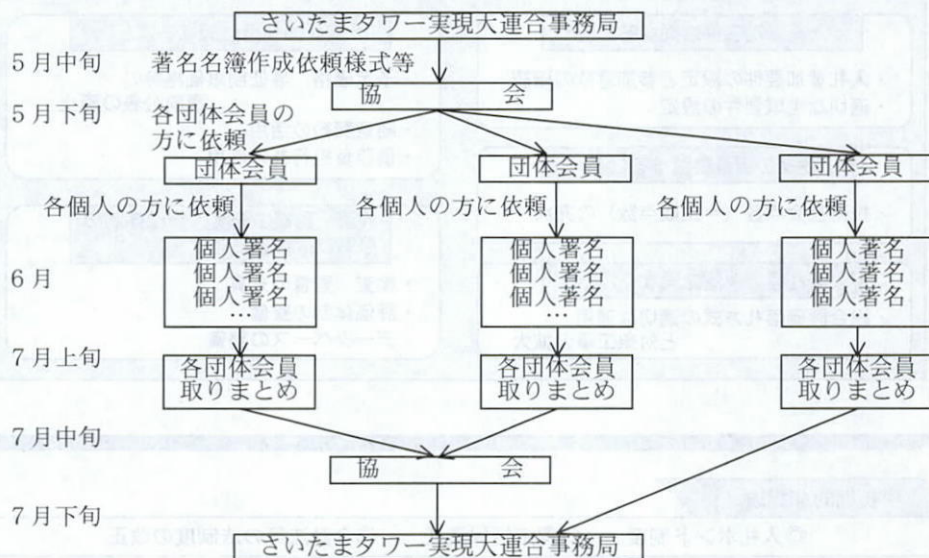 さいたまタワー実現大連合事務局
5月中旬　著名名簿作成依頼様式等
協　会
5月下旬　各団体会員の
方に依頼
団体会員　団体会員　団体会員
各個人の方に依頼　各個人の方に依頼　各個人の方に依頼
6月
個人署名　個人署名　個人署名
個人署名　個人署名　個人署名
個人署名　個人署名　個人署名
…　…　…
7月上旬
各団体会員　各団体会員　各団体会員
取りまとめ　取りまとめ　取りまとめ
7月中旬
協　会
7月下旬
さいたまタワー実現大連合事務局